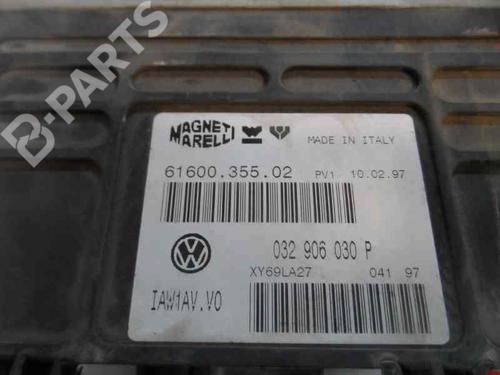 B-PARTS
MAGNETI MARELLI
MADE IN ITALY
61600.355.02 PV1 10.02.97
032 906 030 P
XY69LA27 041 97
IAW1AV.V0